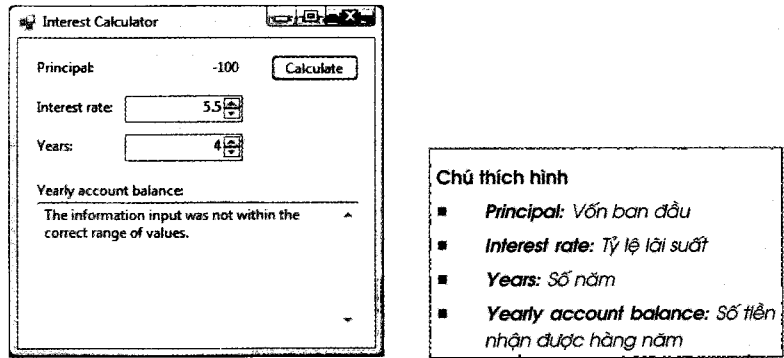 Interest Calculator
Principal: -100 Calculate
Interest rate: 5.5
Years: 4
Yearly account balance:
The information input was not within the
correct range of values.
Chú thích hình
▪ Principal: Vốn ban đầu
▪ Interest rate: Tỷ lệ lãi suất
▪ Years: Số năm
▪ Yearly account balance: Số tiền
nhận được hàng năm